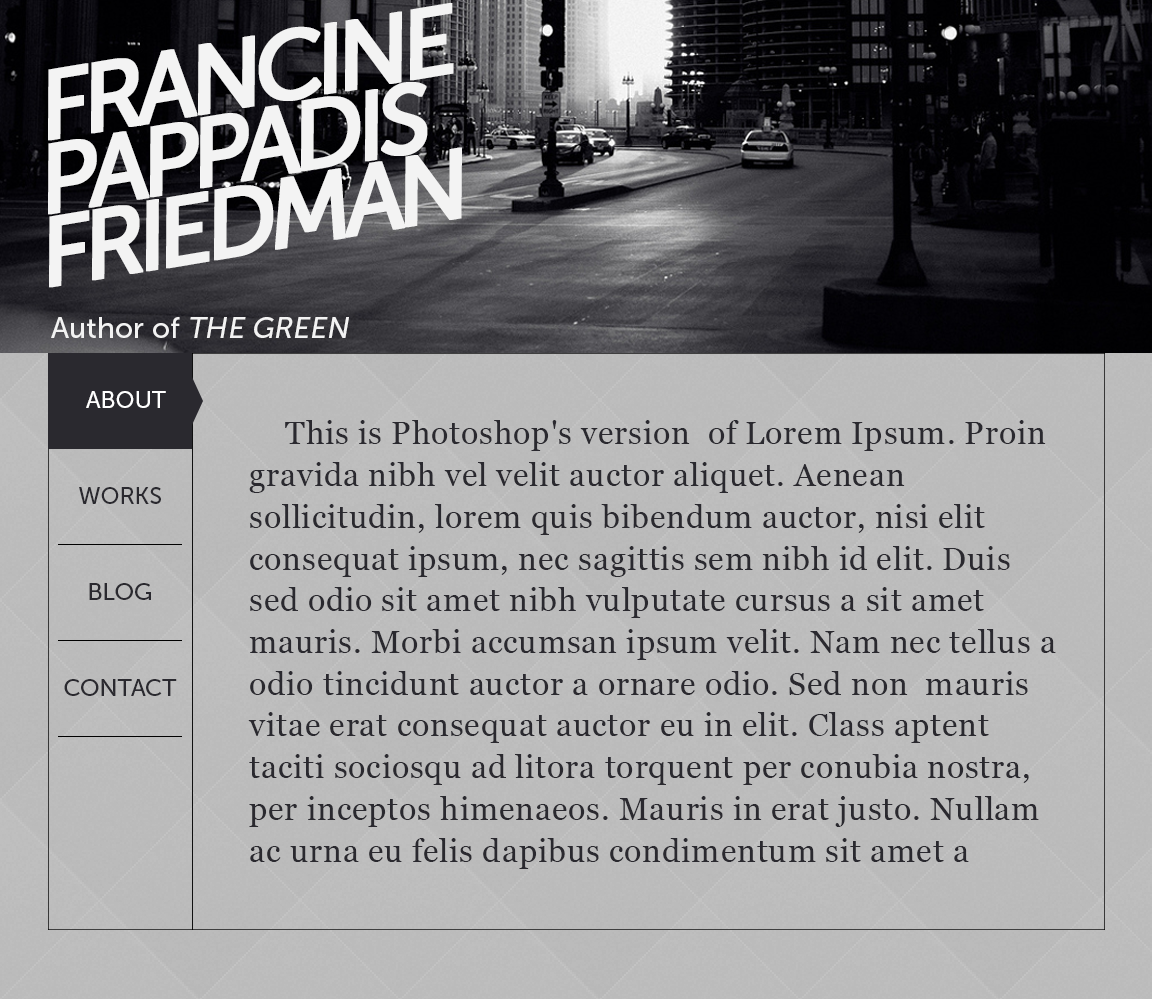 FRANCINE
PAPPADIS
FRIEDMAN
Author of THE GREEN
ABOUT
WORKS
BLOG
CONTACT
This is Photoshop's version  of Lorem Ipsum. Proin
gravida nibh vel velit auctor aliquet. Aenean
sollicitudin, lorem quis bibendum auctor, nisi elit
consequat ipsum, nec sagittis sem nibh id elit. Duis
sed odio sit amet nibh vulputate cursus a sit amet
mauris. Morbi accumsan ipsum velit. Nam nec tellus a
odio tincidunt auctor a ornare odio. Sed non  mauris
vitae erat consequat auctor eu in elit. Class aptent
taciti sociosqu ad litora torquent per conubia nostra,
per inceptos himenaeos. Mauris in erat justo. Nullam
ac urna eu felis dapibus condimentum sit amet a